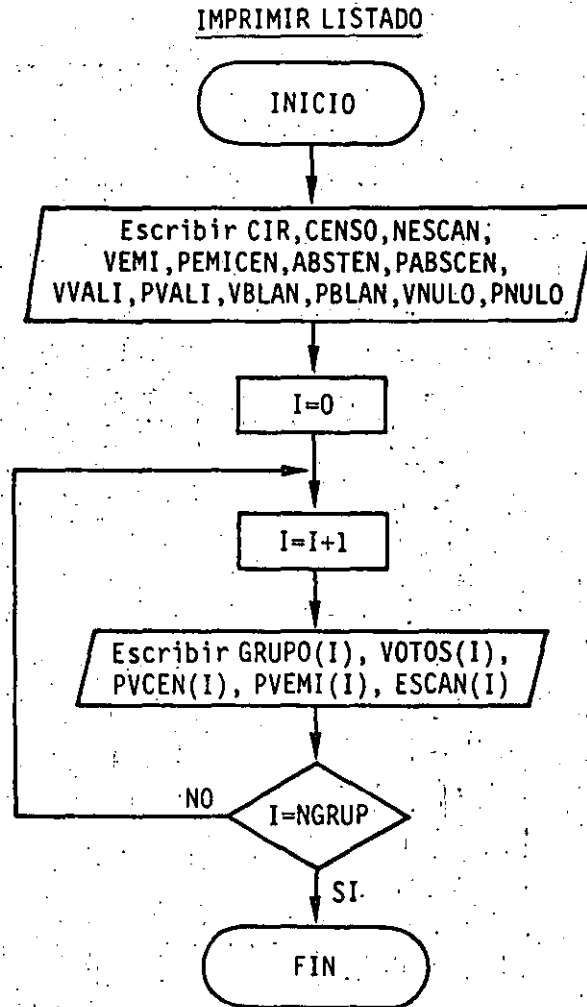 IMPRIMIR LISTADO
INICIO
Escribir CIR,CENSO,NESCAN,
VEMI,PEMICEN,ABSTEN,PABSCEN,
VVALI,PVALI,VBLAN,PBLAN,VNULO,PNULO
I=0
I=I+1
Escribir GRUPO(I), VOTOS(I),
PVCEN(I), PVEMI(I), ESCAN(I)
NO
I=NGRUP
SI
FIN